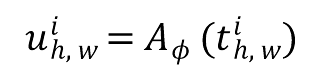 u^i_{h, w} = A_ϕ (t^i_{h, w})